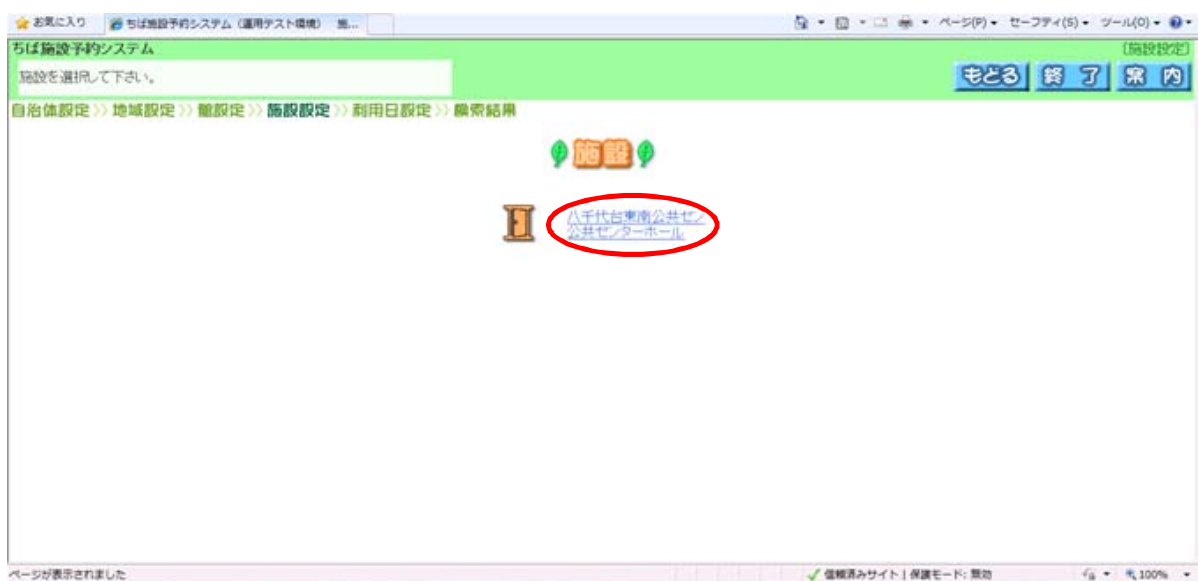 お気に入り
ちば施設予約システム（運用テスト環境） 施...
ページ(P)
セーフティ(S)
ツール(O)
ちば施設予約システム
[施設設定]
施設を選択して下さい。
もどる
終 了
案 内
自治体設定>>地域設定>>館設定>>施設設定>>利用日設定>>検索結果
施設
八千代台東南公共セン
公共センターホール
ページが表示されました
信頼済みサイト | 保護モード: 無効
100%